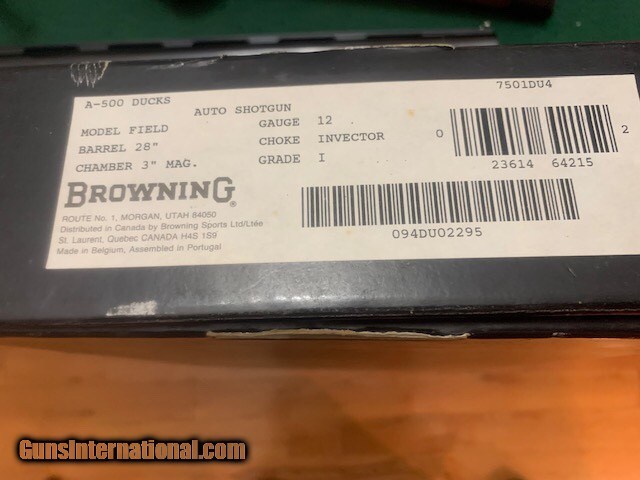 7501DU4
A-500 DUCKS AUTO SHOTGUN
MODEL FIELD GAUGE 12
BARREL 28" CHOKE INVECTOR
CHAMBER 3" MAG. GRADE I
0 23614 64215 2
BROWNING®
ROUTE No. 1, MORGAN, UTAH 84050
Distributed in Canada by Browning Sports Ltd/Ltée
St. Laurent, Quebec CANADA H4S 1S9
Made in Belgium, Assembled in Portugal
094DU02295
GunsInternational.com